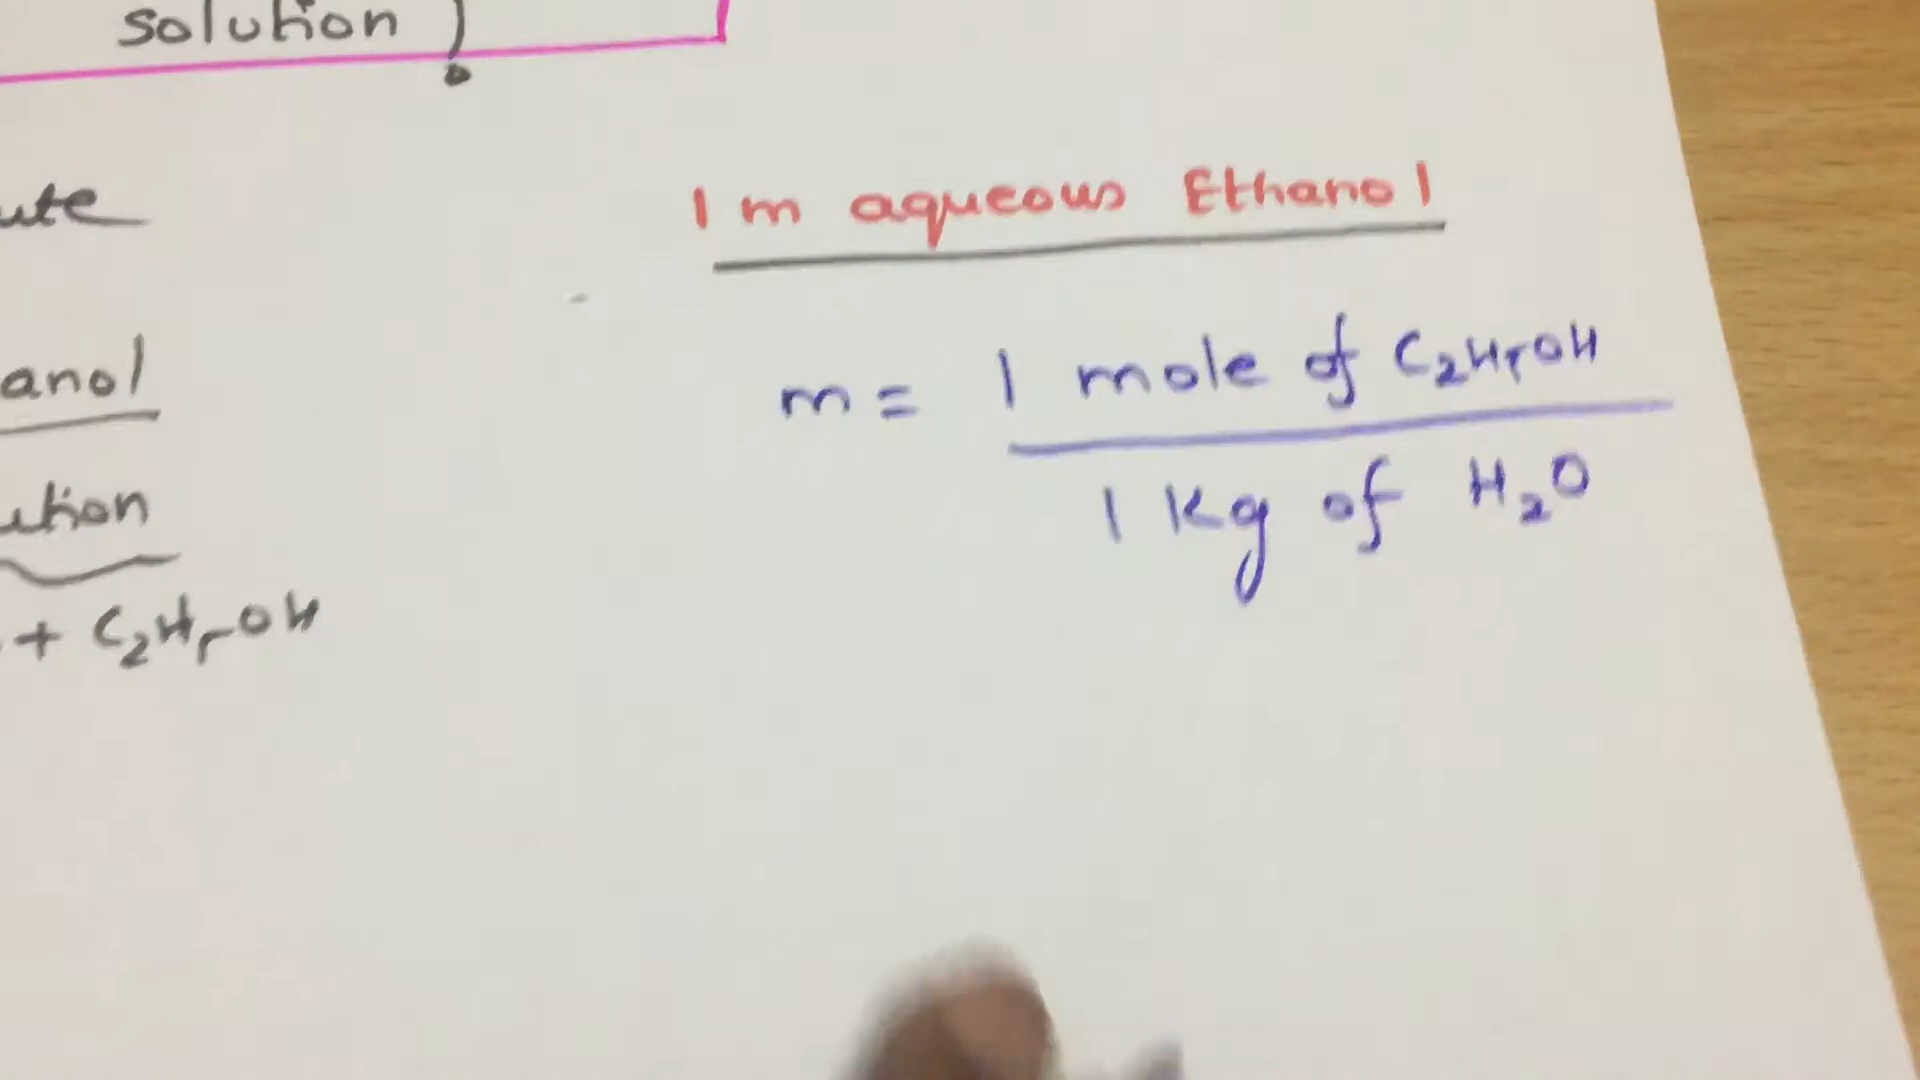 solution)
ute
1 m aqueous Ethanol
anol
m = 1 mole of C2H5OH
1 Kg of H2O
ution
+ C2H5OH